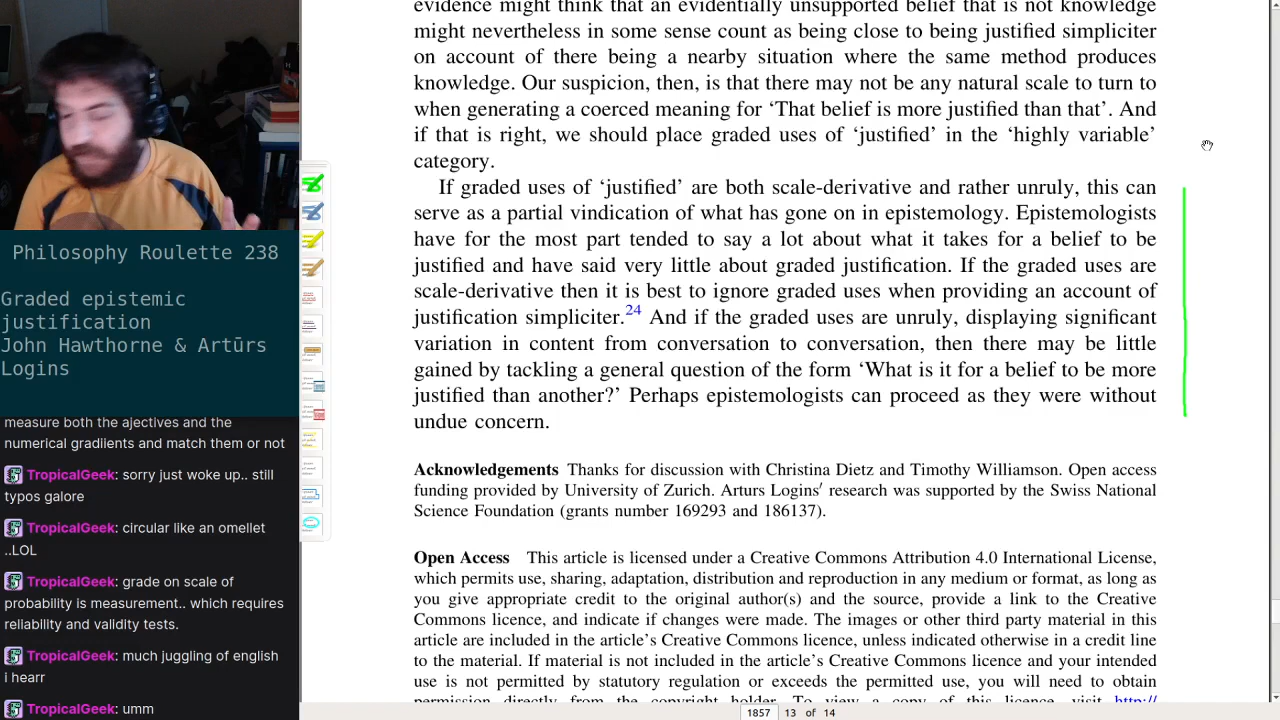 evidence might think that an evidentially unsupported belief that is not knowledge
might nevertheless in some sense count as being close to being justified simpliciter
on account of there being a nearby situation where the same method produces
knowledge. Our suspicion, then, is that there may not be any natural scale to turn to
when generating a coerced meaning for ‘That belief is more justified than that’. And
if that is right, we should place graded uses of ‘justified’ in the ‘highly variable’
category.
If graded uses of ‘justified’ are both scale-derivative and rather unruly, this can
serve as a partial vindication of what has gone on in epistemology. Epistemologists
have for the most part tended to say a lot about what it takes for a belief to be
justified and have said very little about graded justification. If the graded uses are
scale-derivative then it is best to ignore graded uses when providing an account of
justification simpliciter.24 And if the graded uses are unruly, displaying significant
variation in content from conversation to conversation, then there may be little
gained by tackling a general question of the form ‘What is it for a belief to be more
justified than another?’ Perhaps epistemologists can proceed as they were without
undue concern.
Acknowledgements Thanks for discussion with Christina Dietz and Timothy Williamson. Open access
funding provided by University of Zurich. Artūrs Logins' research was supported by the Swiss National
Science Foundation (grants number 169293 and 186137).
Open Access This article is licensed under a Creative Commons Attribution 4.0 International License,
which permits use, sharing, adaptation, distribution and reproduction in any medium or format, as long as
you give appropriate credit to the original author(s) and the source, provide a link to the Creative
Commons licence, and indicate if changes were made. The images or other third party material in this
article are included in the article's Creative Commons licence, unless indicated otherwise in a credit line
to the material. If material is not included in the article's Creative Commons licence and your intended
use is not permitted by statutory regulation or exceeds the permitted use, you will need to obtain
permission directly from the copyright holder. To view a copy of this licence, visit http://
1857 13 of 14
Philosophy Roulette 238
Graded epistemic
justification
John Hawthorne & Artūrs
Logins
measure both the ajectives and the
numerical gradients and match them or not
TropicalGeek: sorry just woke up.. still
typos galore
TropicalGeek: circular like an omellet
..LOL
TropicalGeek: grade on scale of
probability is measurement.. which requires
reliability and validity tests.
TropicalGeek: much juggling of english
i hearr
TropicalGeek: umm